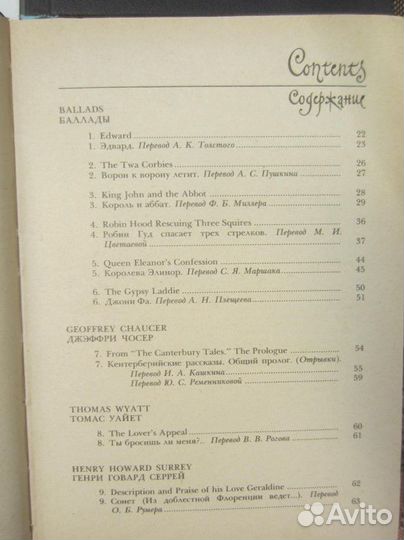 Contents
Содержание
BALLADS
БАЛЛАДЫ
1. Edward 22
1. Эдвард. Перевод А. К. Толстого 23
2. The Twa Corbies 26
2. Ворон к ворону летит. Перевод А. С. Пушкина 27
3. King John and the Abbot 28
3. Король и аббат. Перевод Ф. Б. Миллера 29
4. Robin Hood Rescuing Three Squires 36
4. Робин Гуд спасает трех стрелков. Перевод М. И.
Цветаевой 37
5. Queen Eleanor's Confession 44
5. Королева Элинор. Перевод С. Я. Маршака 45
6. The Gypsy Laddie 50
6. Джони Фа. Перевод А. Н. Плещеева 51
GEOFFREY CHAUCER
ДЖЭФФРИ ЧОСЕР
7. From "The Canterbury Tales." The Prologue 54
7. Кентерберийские рассказы. Общий пролог. (Отрывки).
Перевод И. А. Кашкина 55
Перевод Ю. С. Ременниковой 59
THOMAS WYATT
ТОМАС УАЙЕТ
8. The Lover's Appeal 60
8. Ты бросишь ли меня?.. Перевод В. В. Рогова 61
HENRY HOWARD SURREY
ГЕНРИ ГОВАРД СЕРРЕЙ
9. Description and Praise of his Love Geraldine 62
9. Сонет (Из доблестной Флоренции ведет...). Перевод
О. Б. Румера 63
Avito